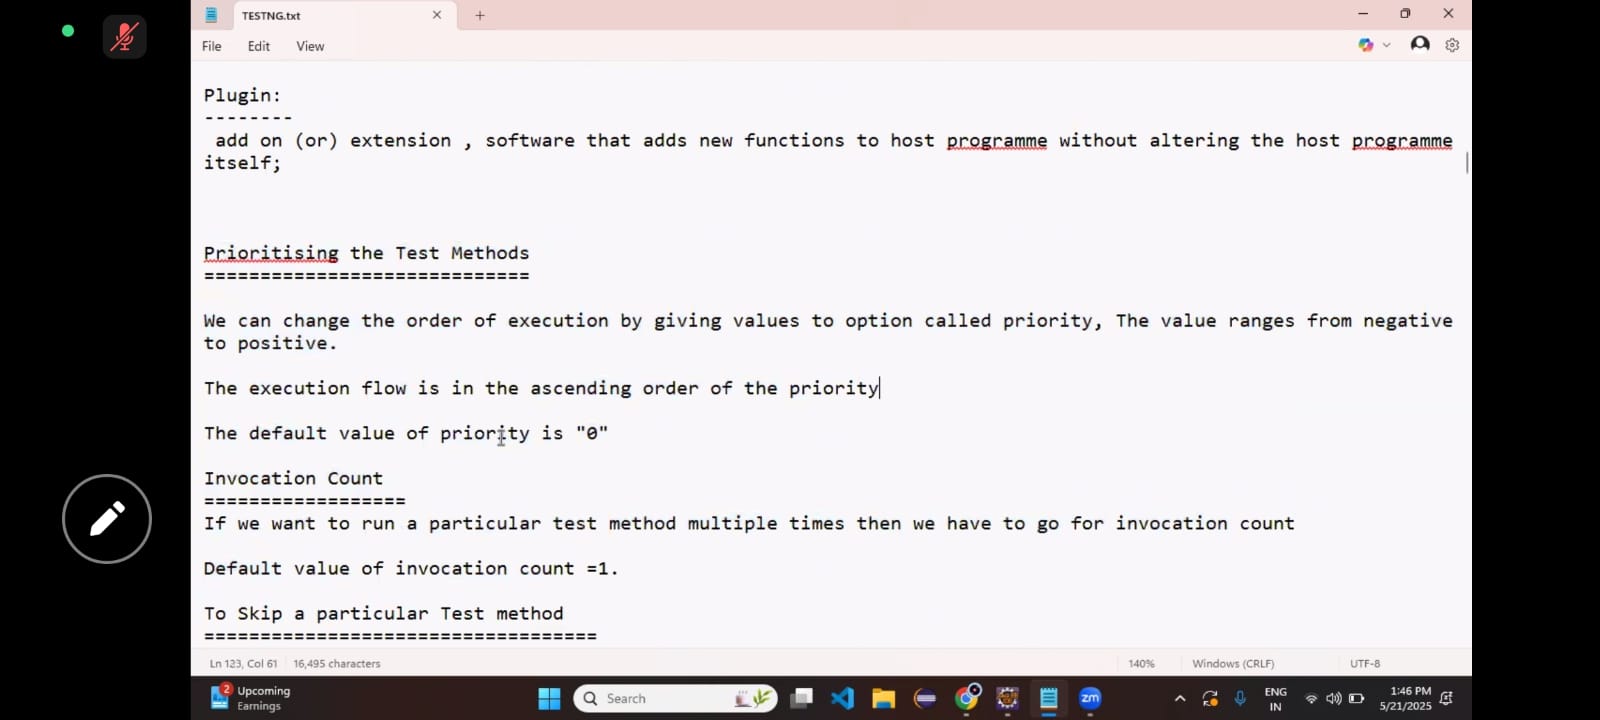 TESTNG.txt
File Edit View
Plugin:
--------
add on (or) extension , software that adds new functions to host programme without altering the host programme
itself;
Prioritising the Test Methods
=============================
We can change the order of execution by giving values to option called priority, The value ranges from negative
to positive.
The execution flow is in the ascending order of the priority
The default value of priority is "0"
Invocation Count
==================
If we want to run a particular test method multiple times then we have to go for invocation count
Default value of invocation count =1.
To Skip a particular Test method
===================================
Ln 123, Col 61 16,495 characters 140% Windows (CRLF) UTF-8
2 Upcoming
Earnings
Search
zm
ENG
IN
1:46 PM
5/21/2025